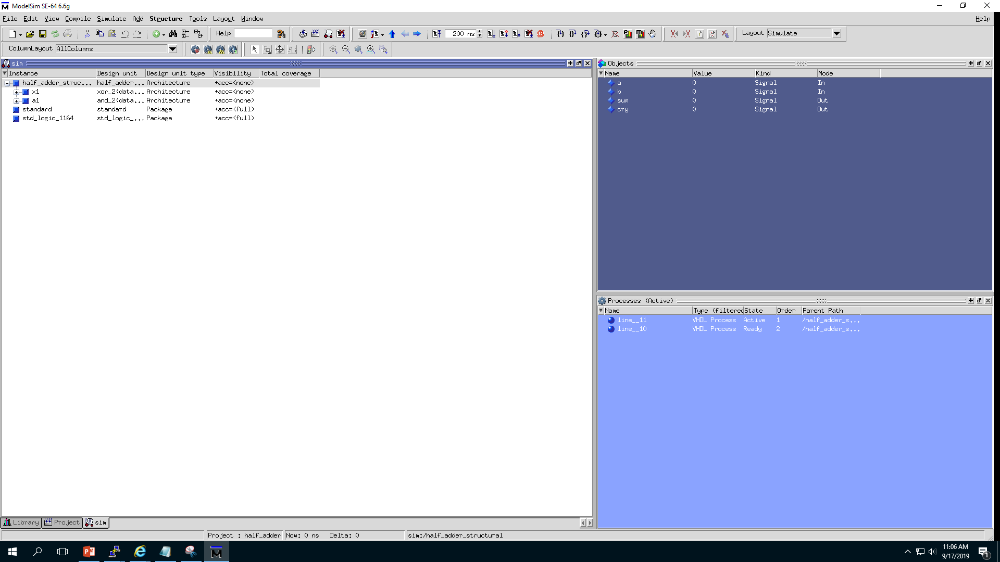 ModelSim SE-64 6.6g
File Edit View Compile Simulate Add Structure Tools Layout Window Help
Help 200 ns Layout Simulate
ColumnLayout AllColumns
sim
Instance Design unit Design unit type Visibility Total coverage
half_adder_struc... half_adder... Architecture +acc=<none>
x1 xor_2(data... Architecture +acc=<none>
a1 and_2(data... Architecture +acc=<none>
standard standard Package +acc=<full>
std_logic_1164 std_logic_... Package +acc=<full>
Objects
Name Value Kind Mode
a 0 Signal In
b 0 Signal In
sum 0 Signal Out
cry 0 Signal Out
Processes (Active)
Name Type (filtered State Order Parent Path
line__11 VHDL Process Active 1 /half_adder_s...
line__10 VHDL Process Ready 2 /half_adder_s...
Library Project sim
Project : half_adder Now: 0 ns Delta: 0 sim:/half_adder_structural
11:06 AM
9/17/2019
1